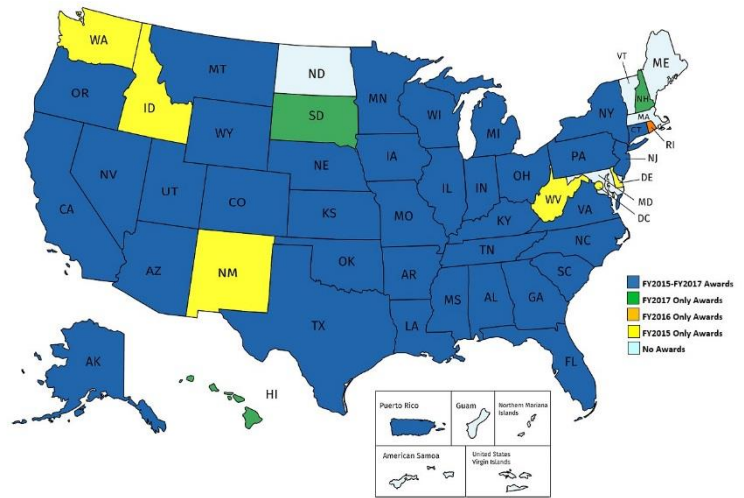 WA
MT
ND
MN
VT
ME
OR
ID
SD
WI
MI
NY
NH
MA
CT
RI
WY
NE
IA
PA
NJ
NV
UT
CO
IL
IN
OH
WV
DE
MD
DC
CA
KS
MO
KY
VA
AZ
NM
OK
AR
TN
NC
SC
TX
LA
MS
AL
GA
FL
AK
HI
FY2015-FY2017 Awards
FY2017 Only Awards
FY2016 Only Awards
FY2015 Only Awards
No Awards
Puerto Rico
Guam
Northern Mariana
Islands
American Samoa
United States
Virgin Islands